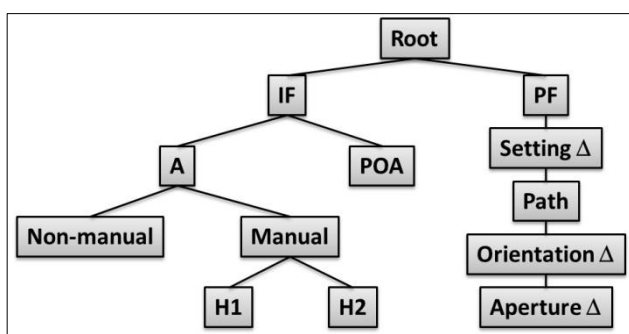 Root
IF PF
A POA Setting Δ
Path
Non-manual Manual
Orientation Δ
H1 H2 Aperture Δ